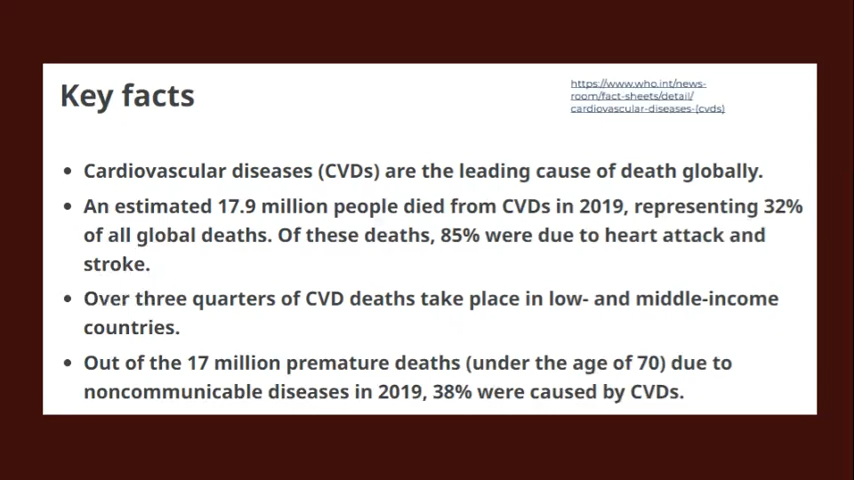 Key facts
https://www.who.int/news-
room/fact-sheets/detail/
cardiovascular-diseases-(cvds)
• Cardiovascular diseases (CVDs) are the leading cause of death globally.
• An estimated 17.9 million people died from CVDs in 2019, representing 32%
of all global deaths. Of these deaths, 85% were due to heart attack and
stroke.
• Over three quarters of CVD deaths take place in low- and middle-income
countries.
• Out of the 17 million premature deaths (under the age of 70) due to
noncommunicable diseases in 2019, 38% were caused by CVDs.